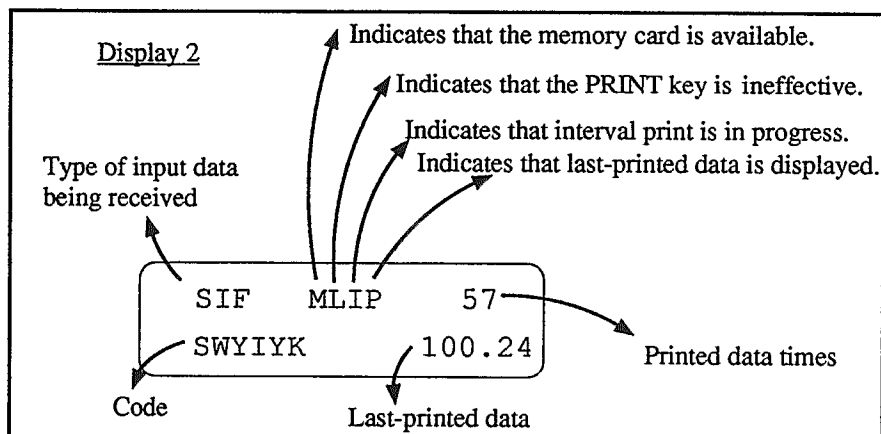 Display 2
Indicates that the memory card is available.
Indicates that the PRINT key is ineffective.
Indicates that interval print is in progress.
Indicates that last-printed data is displayed.
Type of input data
being received
SIF MLIP 57
SWYIYK 100.24
Printed data times
Code
Last-printed data